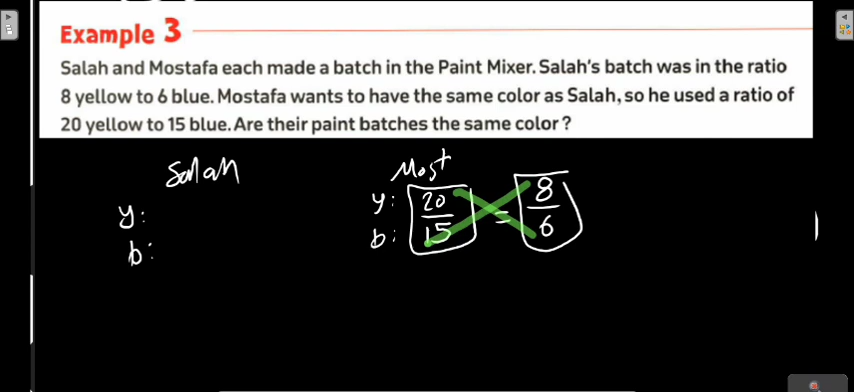 Example 3
Salah and Mostafa each made a batch in the Paint Mixer. Salah's batch was in the ratio
8 yellow to 6 blue. Mostafa wants to have the same color as Salah, so he used a ratio of
20 yellow to 15 blue. Are their paint batches the same color?
Salah Most
y: y: 20/15 = 8/6
b: b: